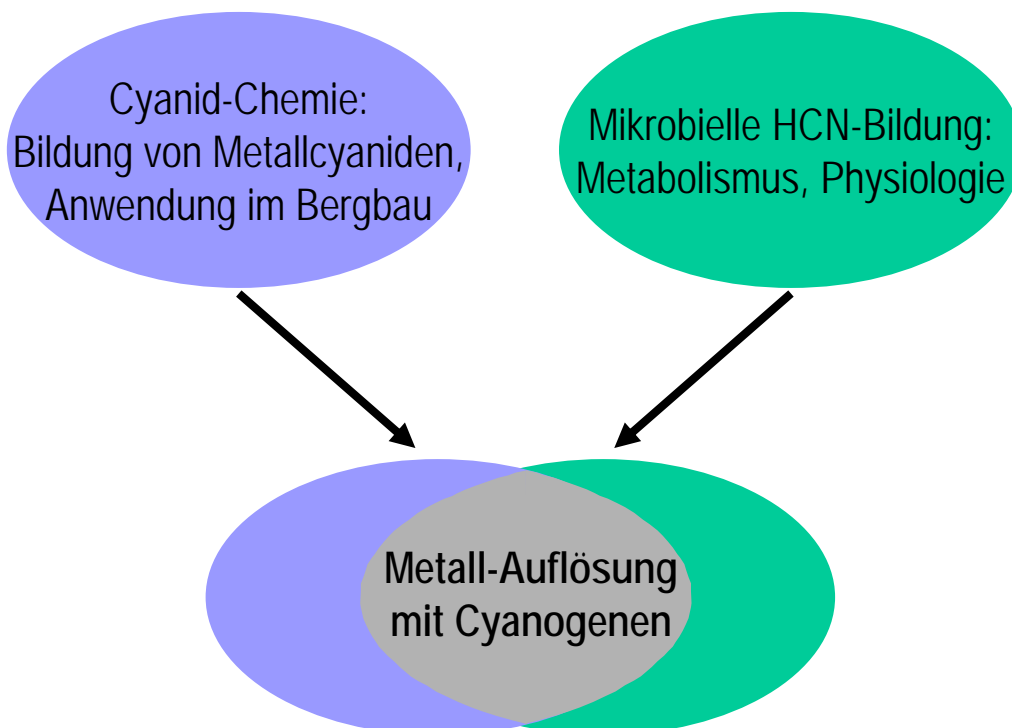 Cyanid-Chemie:
Bildung von Metallcyaniden,
Anwendung im Bergbau
Mikrobielle HCN-Bildung:
Metabolismus, Physiologie
Metall-Auflösung
mit Cyanogenen